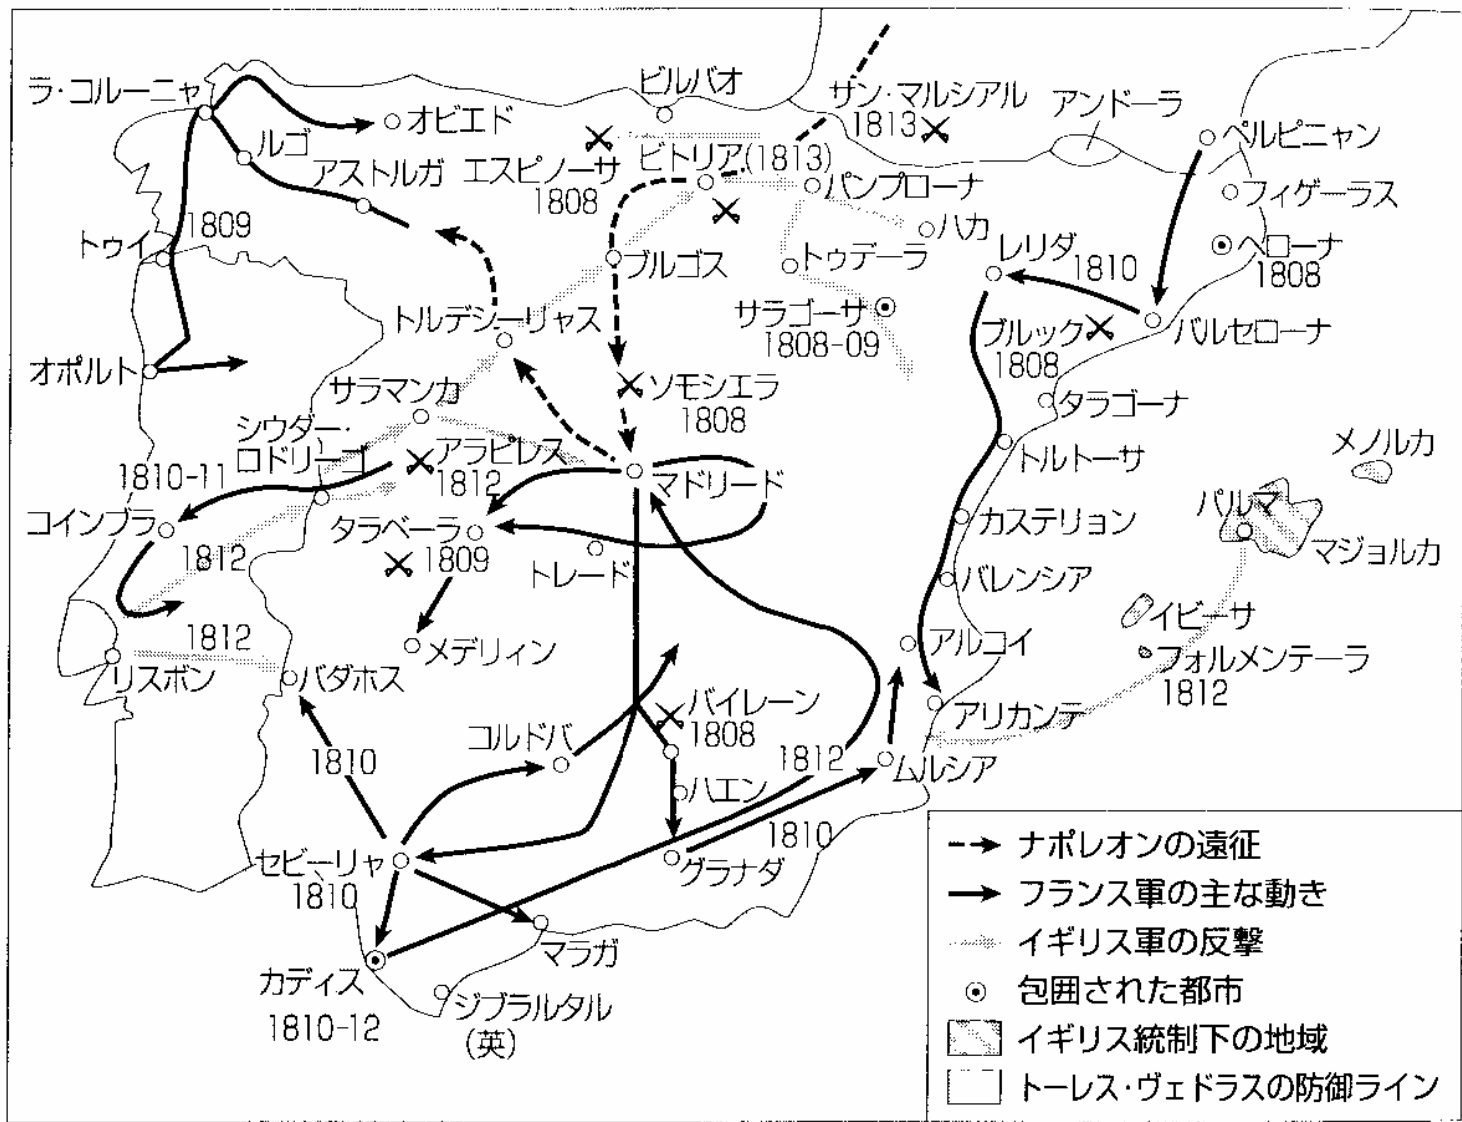 ラ・コルーニャ
オビエド
ルゴ
アストルガ
エスピノーサ
1808
ビルバオ
ビトリア(1813)
サン・マルシアル
1813
アンドーラ
ペルピニャン
フィゲーラス
パンプローナ
ハカ
ヘローナ
1808
トゥイ
1809
ブルゴス
トゥデーラ
レリダ
1810
トルデシーリャス
サラゴーサ
1808-09
ブルック
1808
バルセローナ
オポルト
サラマンカ
ソモシエラ
1808
タラゴーナ
シウダー・
ロドリーゴ
アラピレス
1812
マドリード
トルトーサ
メノルカ
1810-11
コインブラ
1812
タラベーラ
1809
トレード
カステリョン
パルマ
マジョルカ
バレンシア
イビーサ
1812
リスボン
バダホス
メデリィン
アルコイ
フォルメンテーラ
1812
アリカンテ
バイレーン
1808
コルドバ
1810
1812
ムルシア
ハエン
1810
セビーリャ
1810
グラナダ
マラガ
カディス
1810-12
ジブラルタル
(英)
ナポレオンの遠征
フランス軍の主な動き
イギリス軍の反撃
包囲された都市
イギリス統制下の地域
トーレス・ヴェドラスの防御ライン